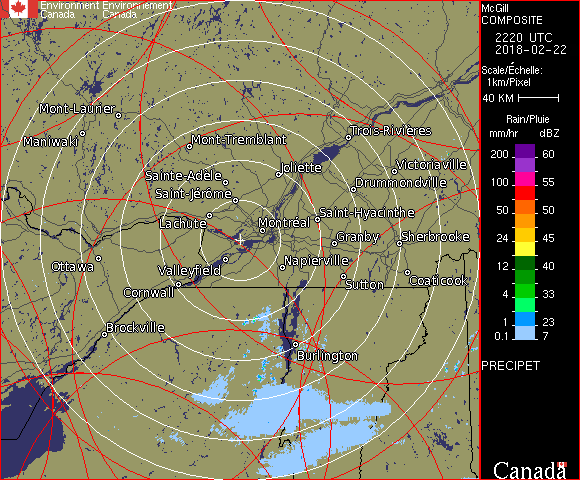 Environment Environnement
Canada Canada
McGill
COMPOSITE
2220 UTC
2018-02-22
Scale/Échelle:
1km/Pixel
40 KM
Rain/Pluie
mm/hr dBZ
200 60
100 55
50 50
24 45
12 40
8 33
4 31
1 23
0.1 7
PRECIPET
Canada
Mont-Laurier
Maniwaki
Mont-Tremblant
Trois-Rivières
Sainte-Adèle
Joliette
Victoriaville
Saint-Jérôme
Drummondville
Lachute
Montréal
Saint-Hyacinthe
Granby
Sherbrooke
Ottawa
Valleyfield
Napierville
Cornwall
Sutton
Coaticook
Brockville
Burlington